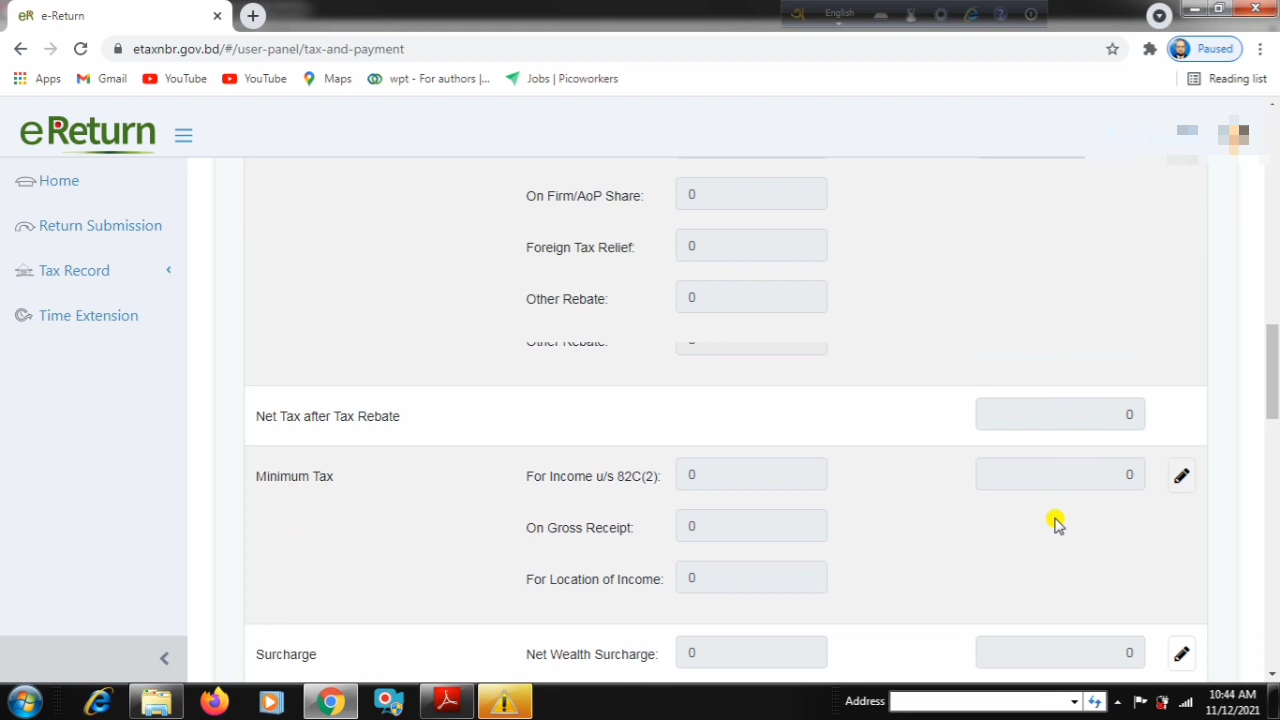 eR e-Return
English
etaxnbr.gov.bd/#/user-panel/tax-and-payment
Paused
Apps Gmail YouTube YouTube Maps wpt - For authors |... Jobs | Picoworkers Reading list
eReturn
Home
Return Submission
Tax Record
Time Extension
On Firm/AoP Share: 0
Foreign Tax Relief: 0
Other Rebate: 0
Other Rebate:
Net Tax after Tax Rebate 0
Minimum Tax For Income u/s 82C(2): 0 0
On Gross Receipt: 0
For Location of Income: 0
Surcharge Net Wealth Surcharge: 0 0
Address
10:44 AM
11/12/2021